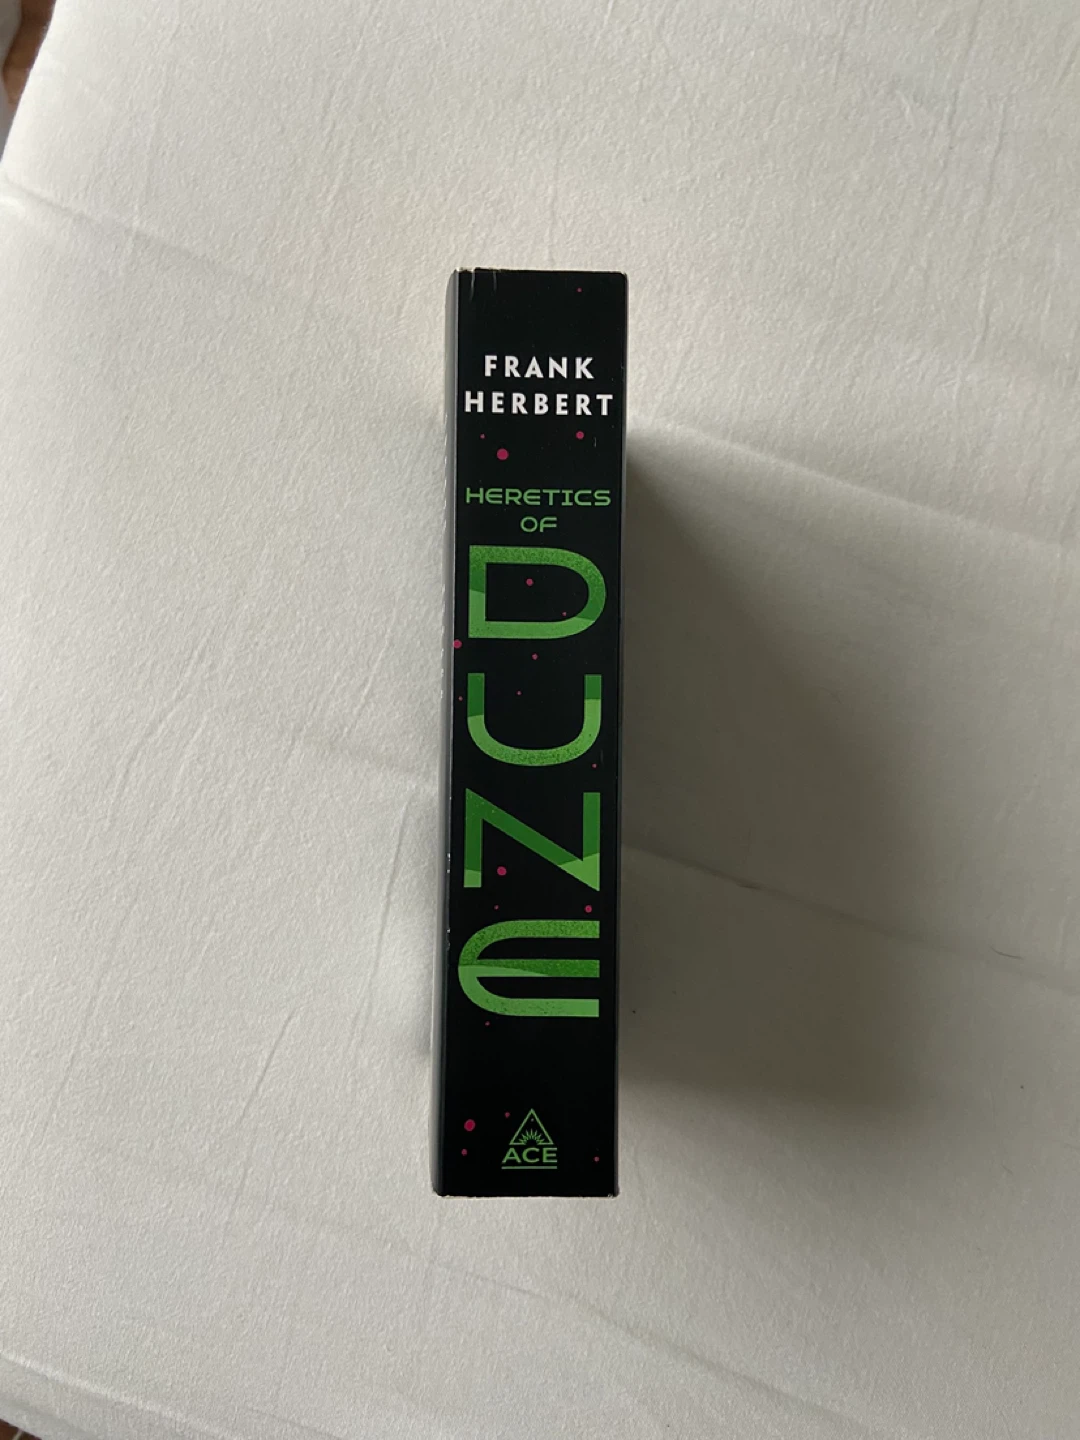 FRANK
HERBERT
HERETICS
OF
DUNE
ACE